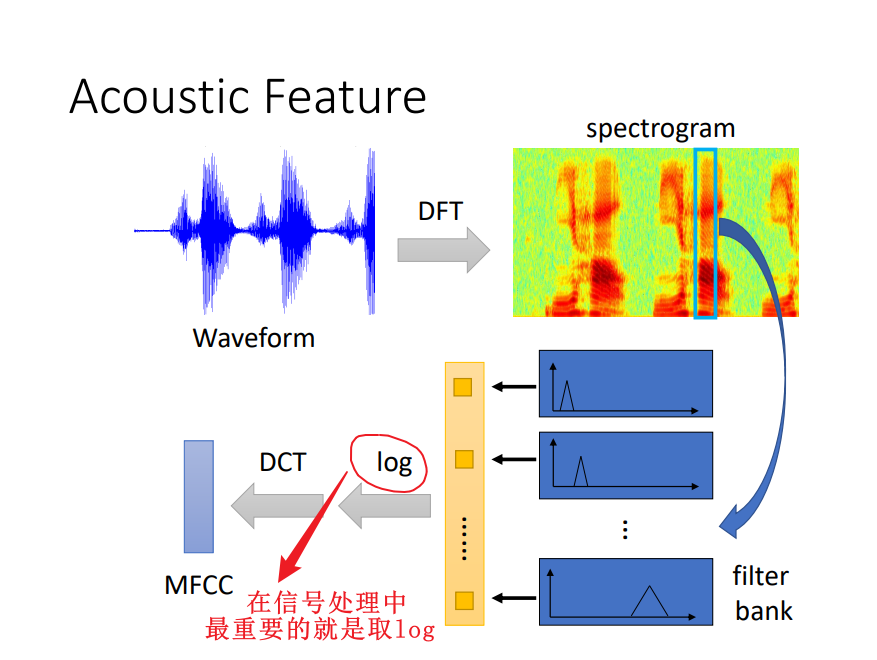 Acoustic Feature
spectrogram
DFT
Waveform
DCT
log
MFCC
filter
bank
在信号处理中
最重要的就是取log